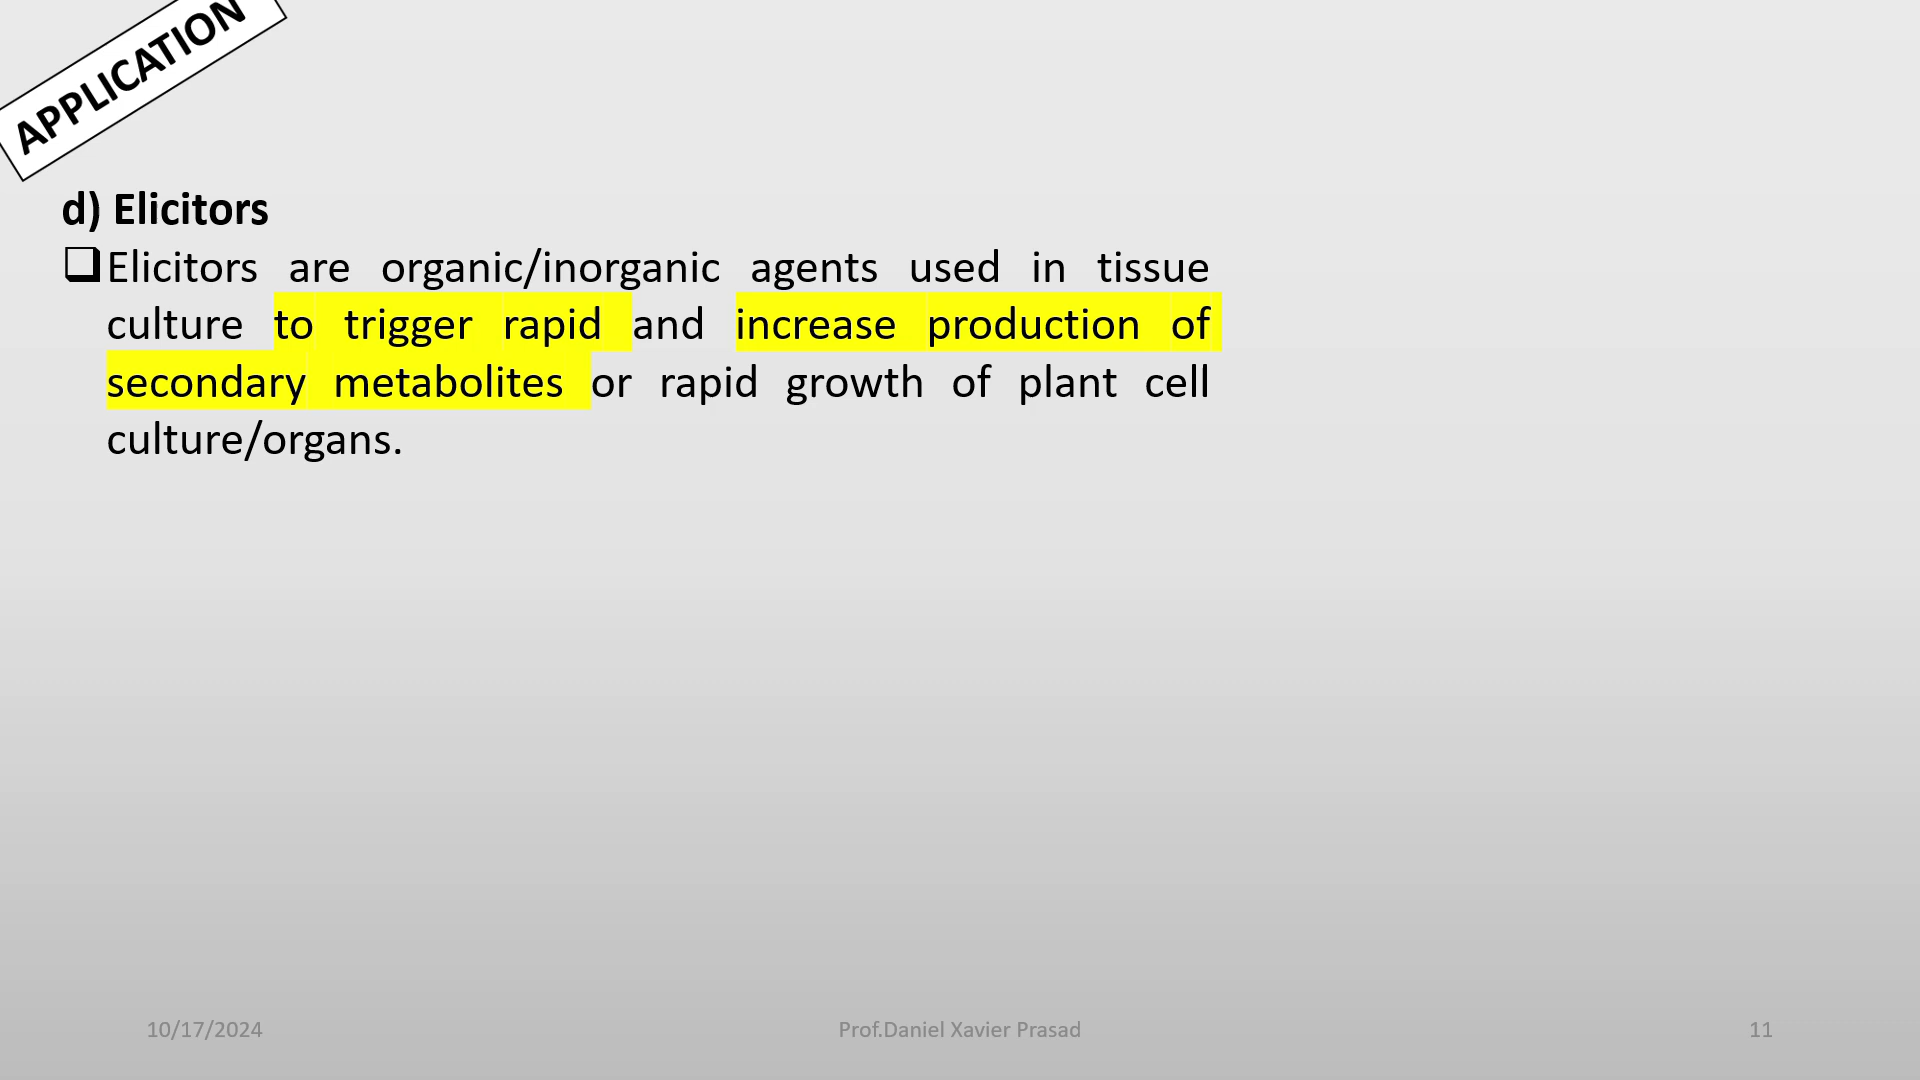 APPLICATION
d) Elicitors
❑Elicitors are organic/inorganic agents used in tissue
culture to trigger rapid and increase production of
secondary metabolites or rapid growth of plant cell
culture/organs.
10/17/2024
Prof.Daniel Xavier Prasad
11